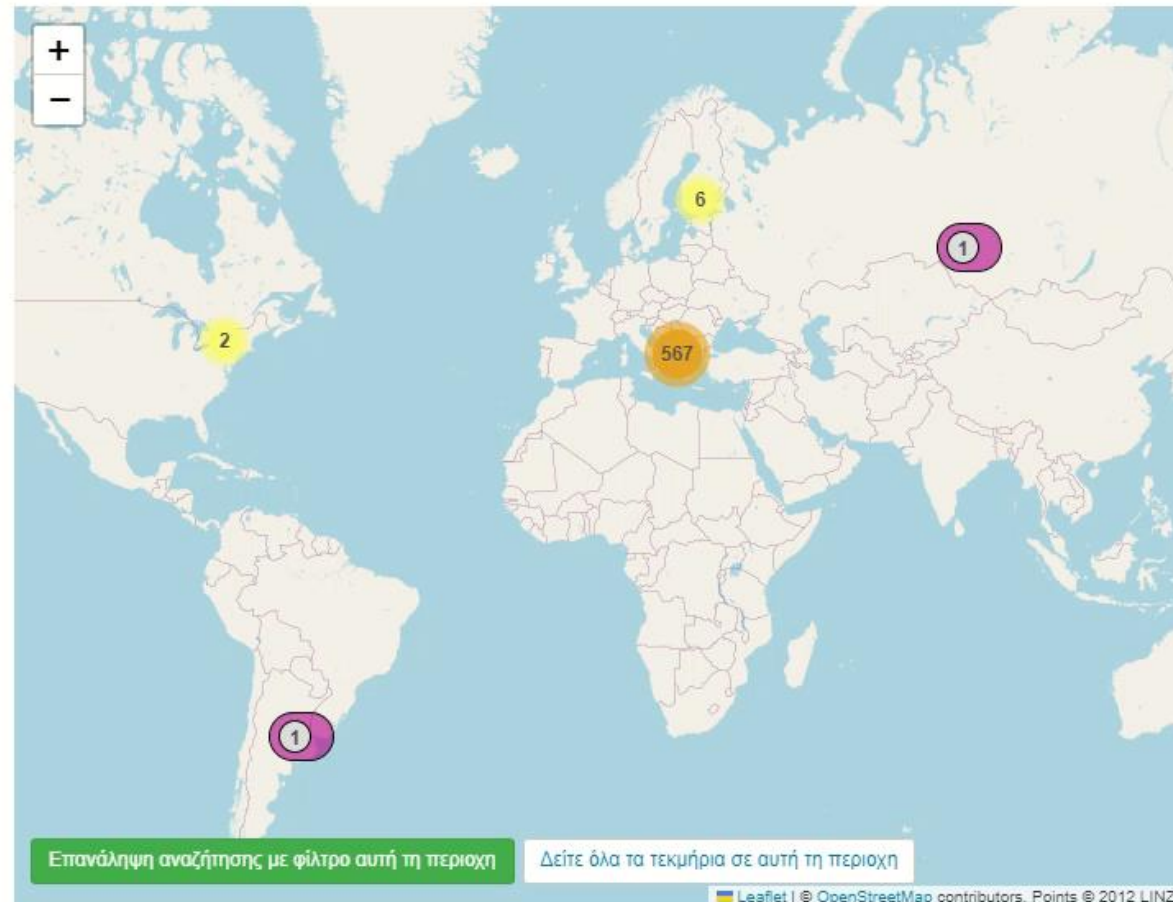 +
−
6
1
2
567
1
Επανάληψη αναζήτησης με φίλτρο αυτή τη περιοχη
Δείτε όλα τα τεκμήρια σε αυτή τη περιοχη
Leaflet | © OpenStreetMap contributors, Points © 2012 LINZ